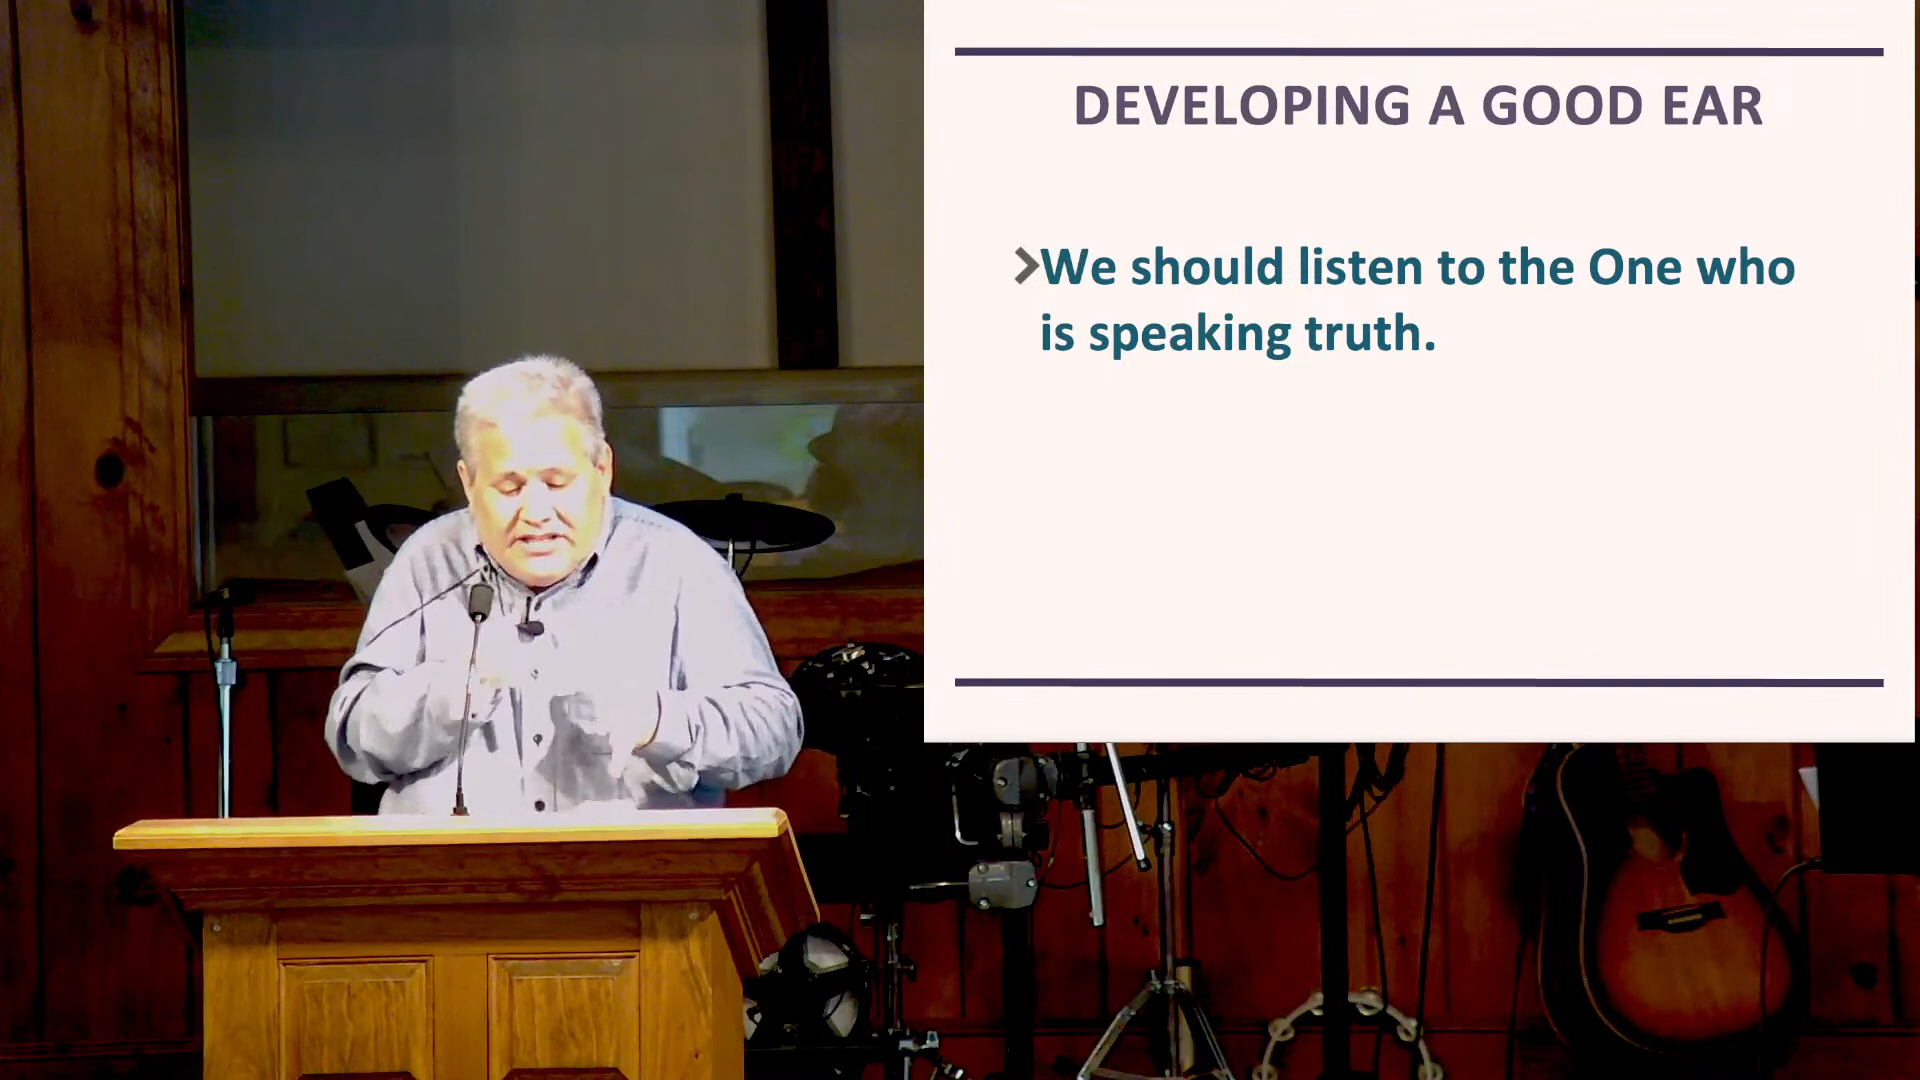 DEVELOPING A GOOD EAR
We should listen to the One who
is speaking truth.